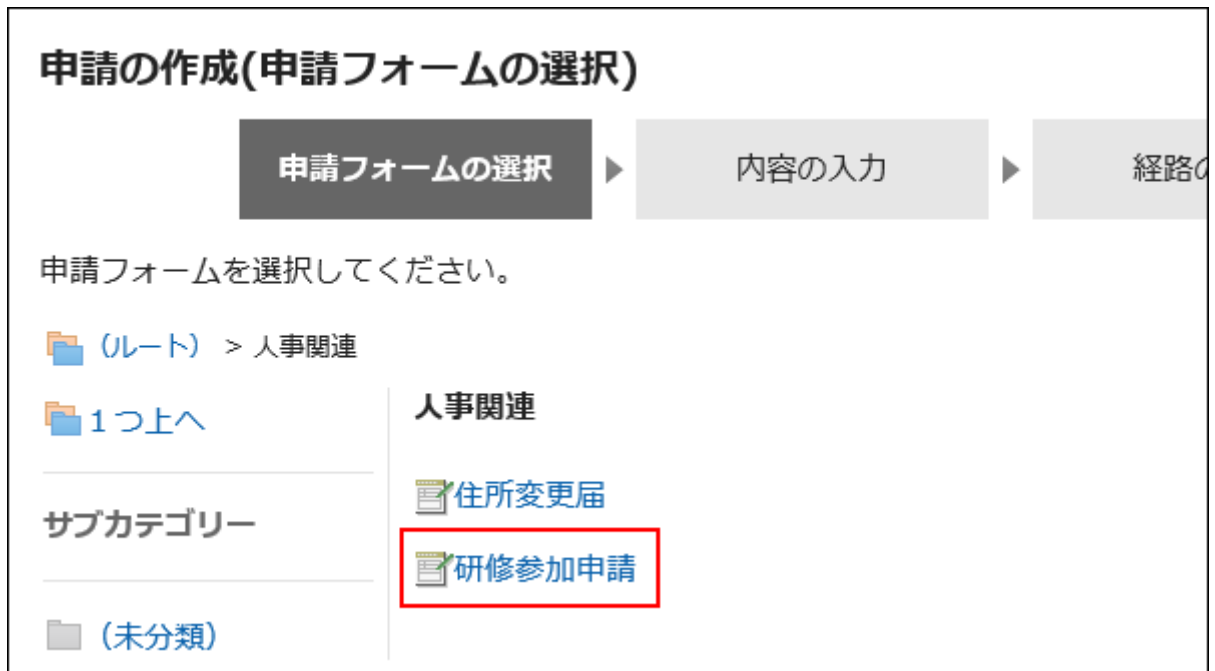 申請の作成(申請フォームの選択)
申請フォームの選択
内容の入力
経路の
申請フォームを選択してください。
（ルート） > 人事関連
１つ上へ
サブカテゴリー
（未分類）
人事関連
住所変更届
研修参加申請